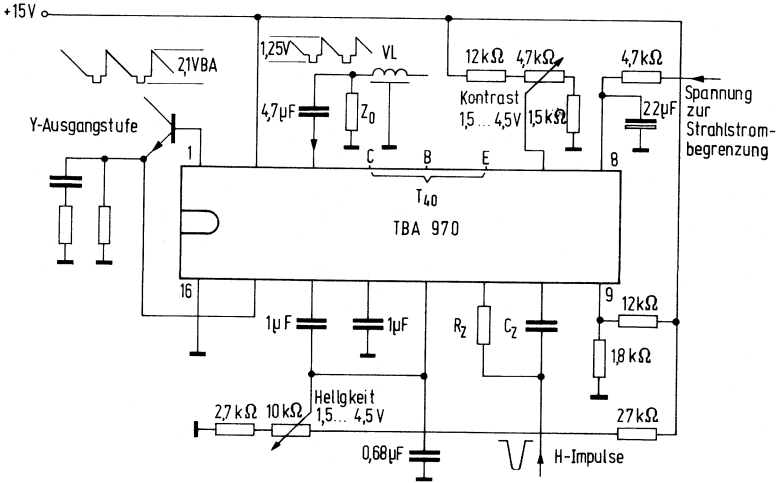 +15V
2,1VBA
1,25V
VL
4,7µF
Z0
12kΩ
4,7kΩ
Kontrast
1,5...4,5V
1,5kΩ
4,7kΩ
22µF
Spannung
zur
Strahlstrom-
begrenzung
Y-Ausgangstufe
1
C
B
E
8
T40
TBA 970
16
9
1µF
1µF
RZ
CZ
12kΩ
1,8kΩ
Hellgkeit
1,5...4,5V
2,7kΩ
10kΩ
27kΩ
0,68µF
H-Impulse